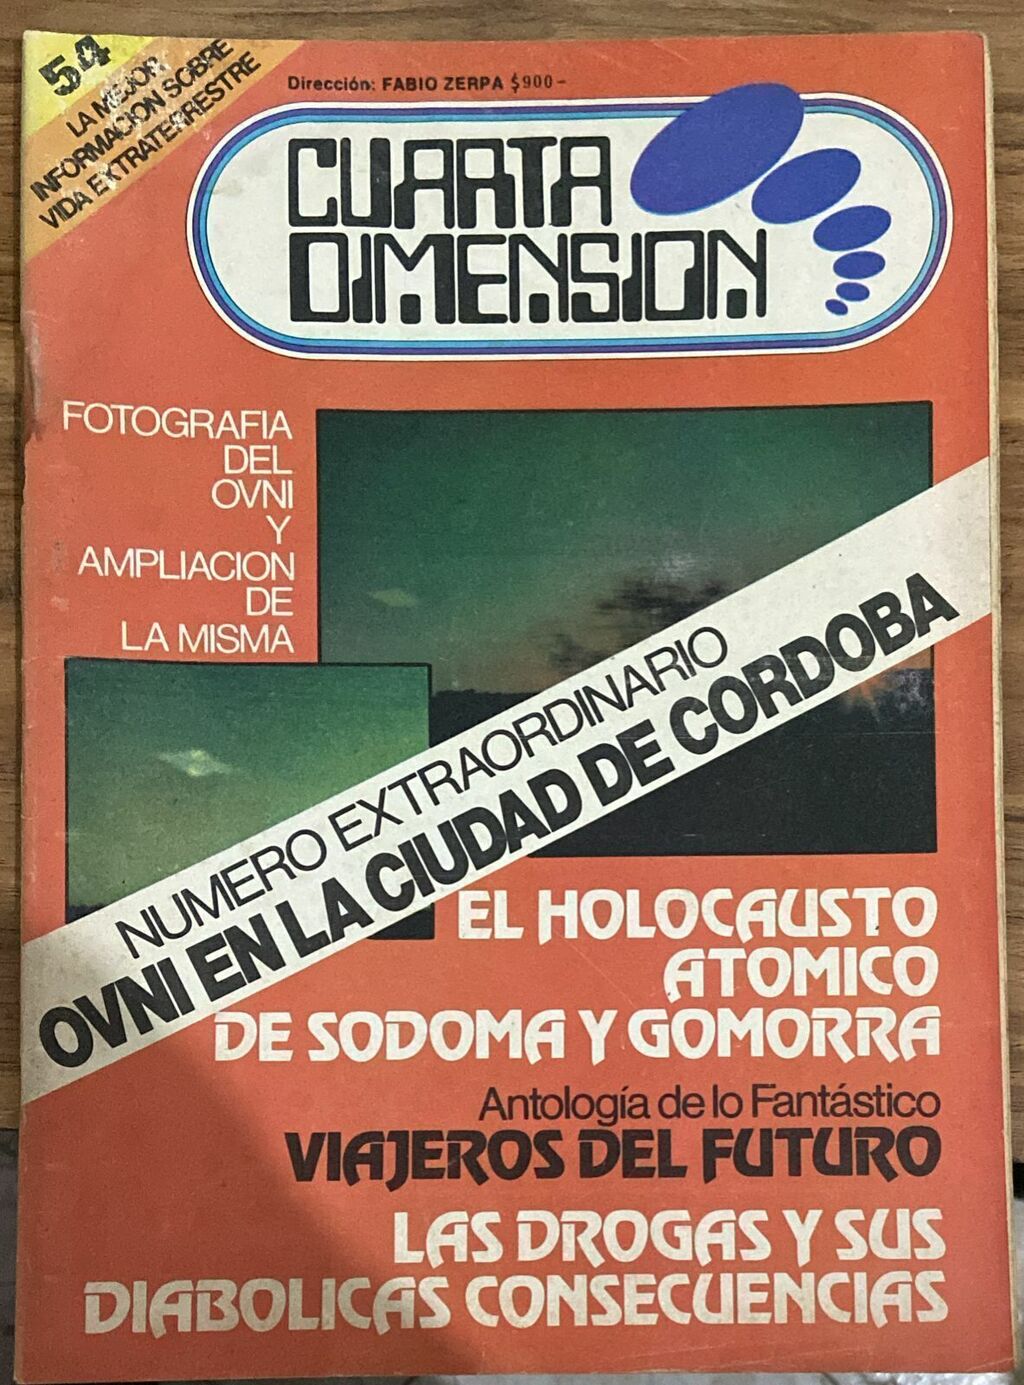 54
LA MEJOR
INFORMACION SOBRE
VIDA EXTRATERRESTRE
Dirección: FABIO ZERPA $900-
CUARTA
DIMENSION
FOTOGRAFIA
DEL
OVNI
Y
AMPLIACION
DE
LA MISMA
NUMERO EXTRAORDINARIO
OVNI EN LA CIUDAD DE CORDOBA
EL HOLOCAUSTO
ATOMICO
DE SODOMA Y GOMORRA
Antología de lo Fantástico
VIAJEROS DEL FUTURO
LAS DROGAS Y SUS
DIABOLICAS CONSECUENCIAS